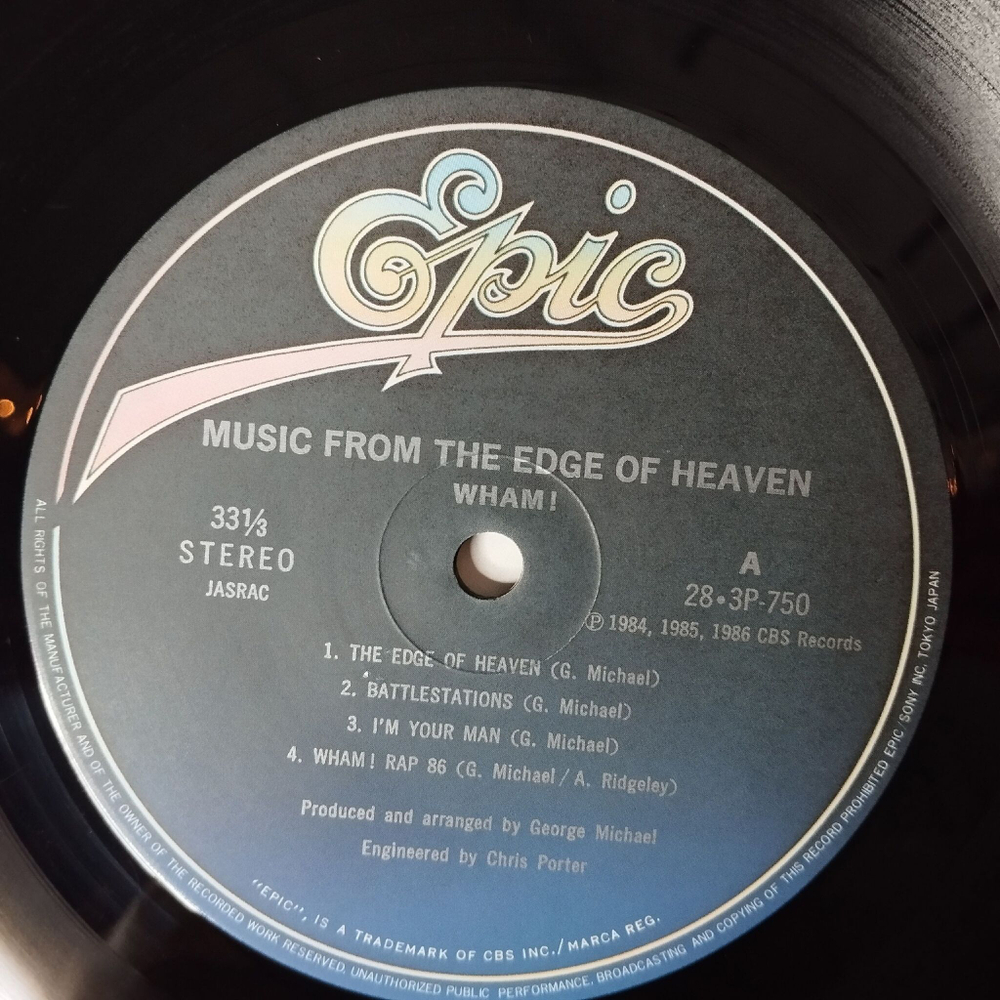 Epic
MUSIC FROM THE EDGE OF HEAVEN
WHAM!
33⅓
STEREO
JASRAC
A
28•3P-750
Ⓟ 1984, 1985, 1986 CBS Records
1. THE EDGE OF HEAVEN (G. Michael)
2. BATTLESTATIONS (G. Michael)
3. I'M YOUR MAN (G. Michael)
4. WHAM! RAP 86 (G. Michael / A. Ridgeley)
Produced and arranged by George Michael
Engineered by Chris Porter
"EPIC", IS A TRADEMARK OF CBS INC./MARCA REG.
ALL RIGHTS OF THE MANUFACTURER AND OF THE OWNER OF THE RECORDED WORK RESERVED. UNAUTHORIZED PUBLIC PERFORMANCE, BROADCASTING AND COPYING OF THIS RECORD PROHIBITED EPIC/SONY INC. TOKYO JAPAN